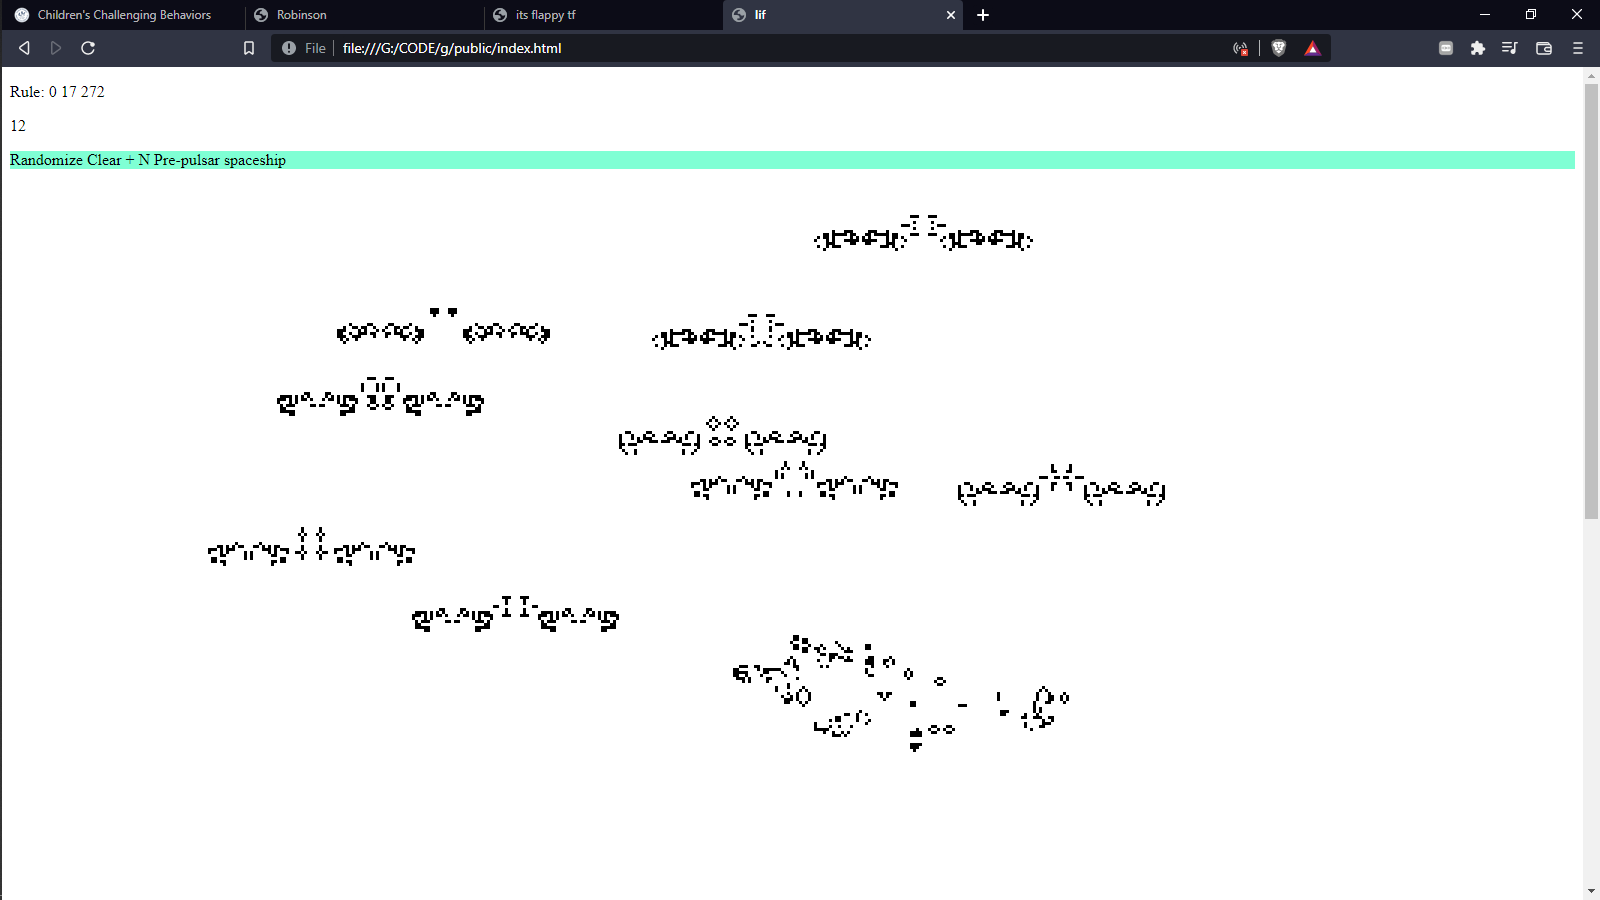 Children's Challenging Behaviors
Robinson
its flappy tf
lif
File
file:///G:/CODE/g/public/index.html
Rule: 0 17 272
12
Randomize Clear + N Pre-pulsar spaceship